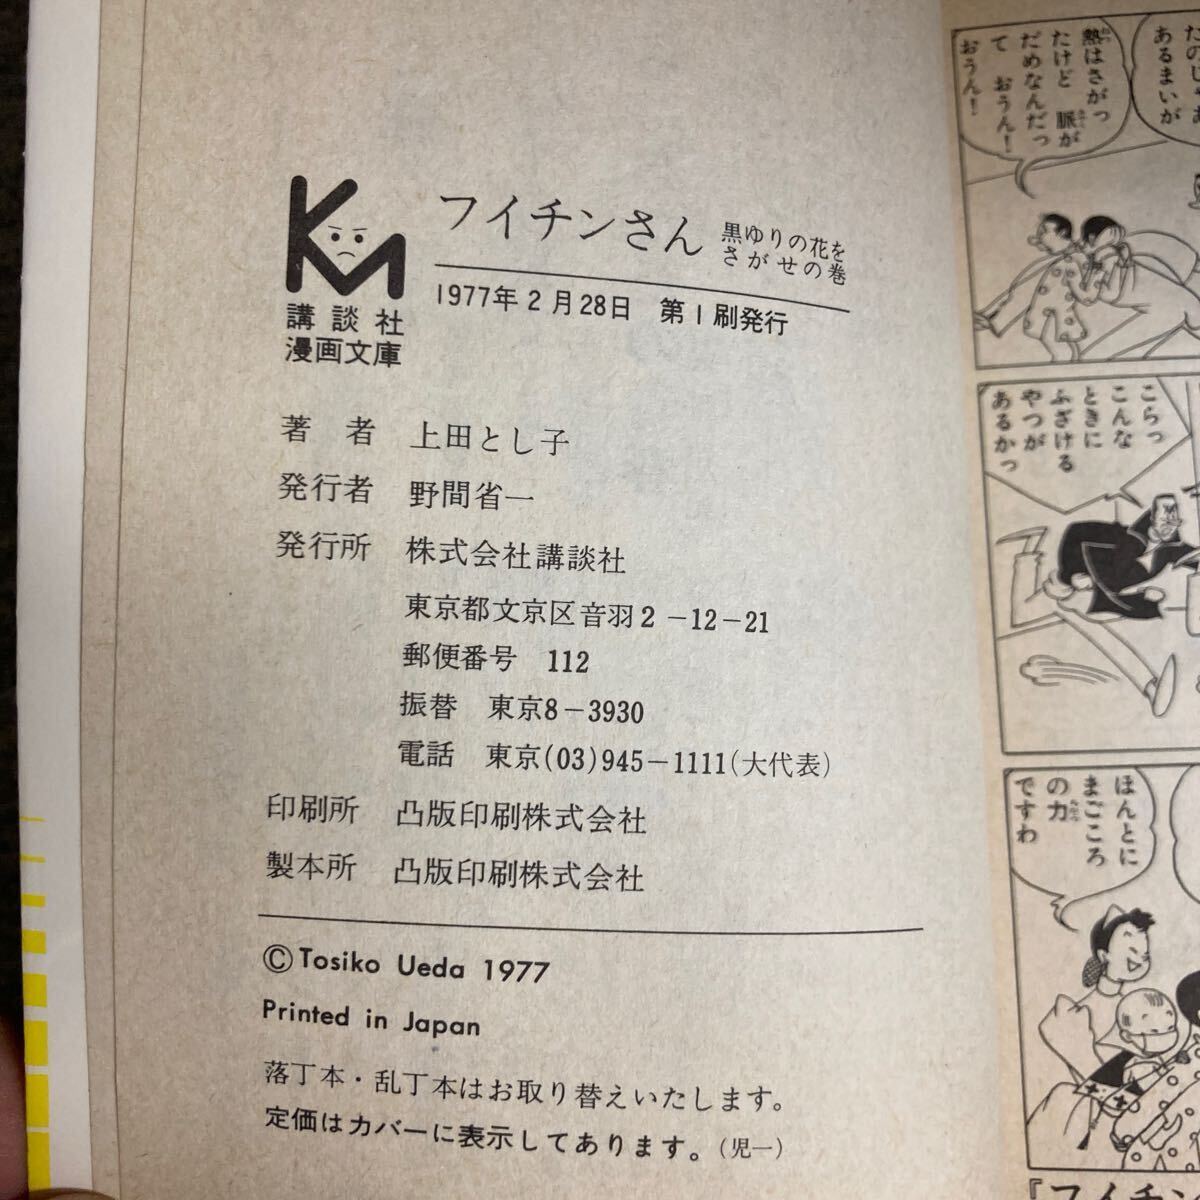 KM
講談社
漫画文庫
フイチンさん 黒ゆりの花を
さがせの巻
1977年2月28日 第1刷発行
著者 上田とし子
発行者 野間省一
発行所 株式会社講談社
東京都文京区音羽2-12-21
郵便番号 112
振替 東京8-3930
電話 東京(03)945-1111(大代表)
印刷所 凸版印刷株式会社
製本所 凸版印刷株式会社
© Tosiko Ueda 1977
Printed in Japan
落丁本・乱丁本はお取り替えいたします。
定価はカバーに表示してあります。(児一)
あるまいが
熱はさがっ
たけど 脈が
だめなんだっ
て おうん!
おうん!
こらっ
こんな
ときに
ふざける
やつが
あるかっ
ほんとに
まごころ
の力
ですわ
『フイチン